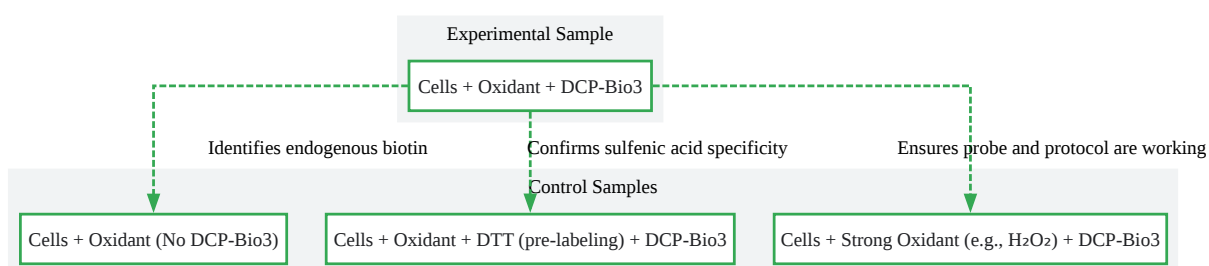 Experimental Sample
Cells + Oxidant + DCP-Bio3
Identifies endogenous biotin
Confirms sulfenic acid specificity
Ensures probe and protocol are working
Control Samples
Cells + Oxidant (No DCP-Bio3)
Cells + Oxidant + DTT (pre-labeling) + DCP-Bio3
Cells + Strong Oxidant (e.g., H₂O₂) + DCP-Bio3